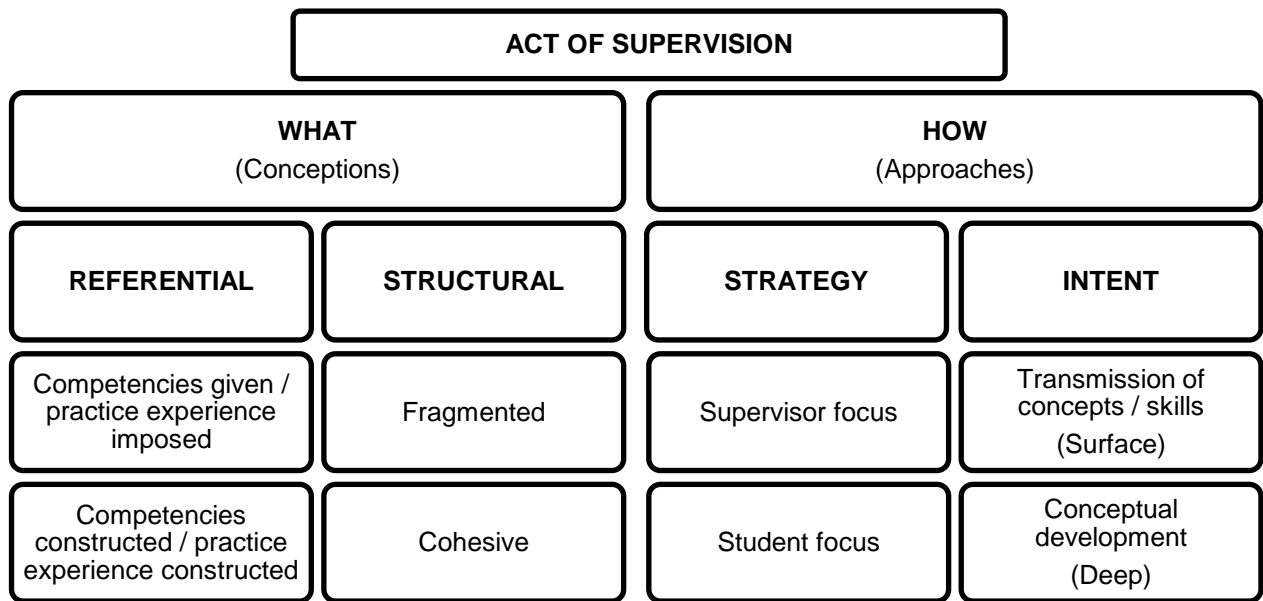 ACT OF SUPERVISION
WHAT
(Conceptions)
HOW
(Approaches)
REFERENTIAL
STRUCTURAL
STRATEGY
INTENT
Competencies given /
practice experience
imposed
Fragmented
Supervisor focus
Transmission of
concepts / skills
(Surface)
Competencies
constructed / practice
experience constructed
Cohesive
Student focus
Conceptual
development
(Deep)